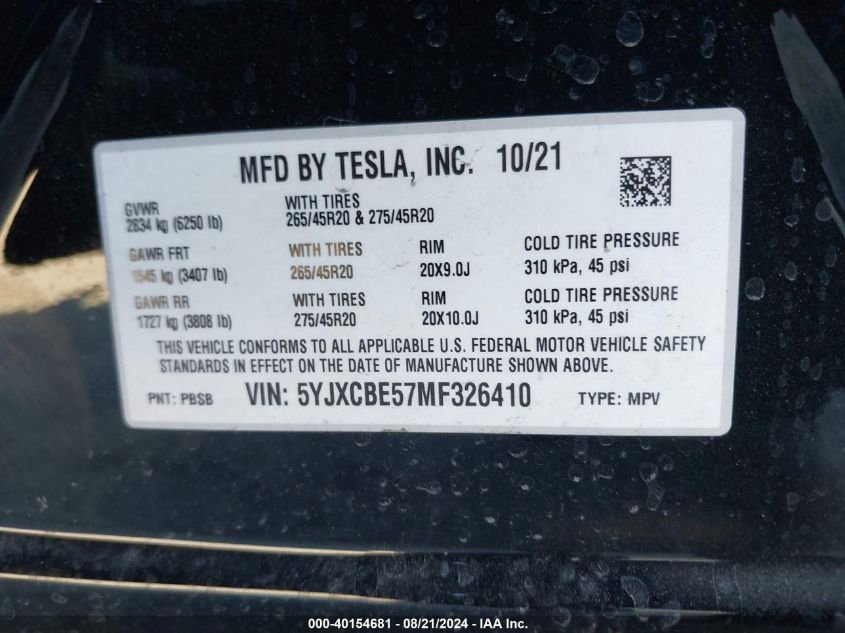 MFD BY TESLA, INC. 10/21
GVWR
2834 kg (6250 lb)
WITH TIRES
265/45R20 & 275/45R20
GAWR FRT
1545 kg (3407 lb)
WITH TIRES
265/45R20
RIM
20X9.0J
COLD TIRE PRESSURE
310 kPa, 45 psi
GAWR RR
1727 kg (3808 lb)
WITH TIRES
275/45R20
RIM
20X10.0J
COLD TIRE PRESSURE
310 kPa, 45 psi
THIS VEHICLE CONFORMS TO ALL APPLICABLE U.S. FEDERAL MOTOR VEHICLE SAFETY
STANDARDS IN EFFECT ON THE DATE OF MANUFACTURE SHOWN ABOVE.
PNT: PBSB VIN: 5YJXCBE57MF326410 TYPE: MPV
000-40154681 - 08/21/2024 - IAA Inc.